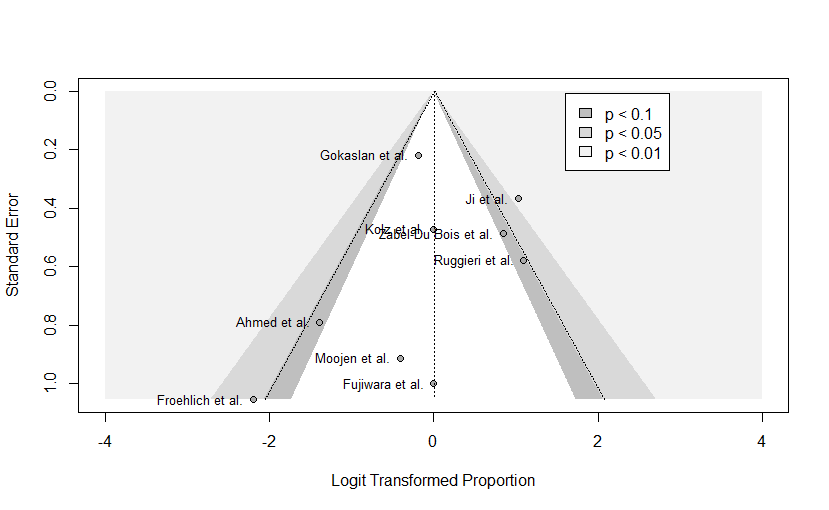 p < 0.1
p < 0.05
p < 0.01
Gokaslan et al.
Ji et al.
Kolz et al.
Zabel-Du Bois et al.
Ruggieri et al.
Ahmed et al.
Moojen et al.
Fujiwara et al.
Froehlich et al.
Standard Error
0.0
0.2
0.4
0.6
0.8
1.0
-4
-2
0
2
4
Logit Transformed Proportion